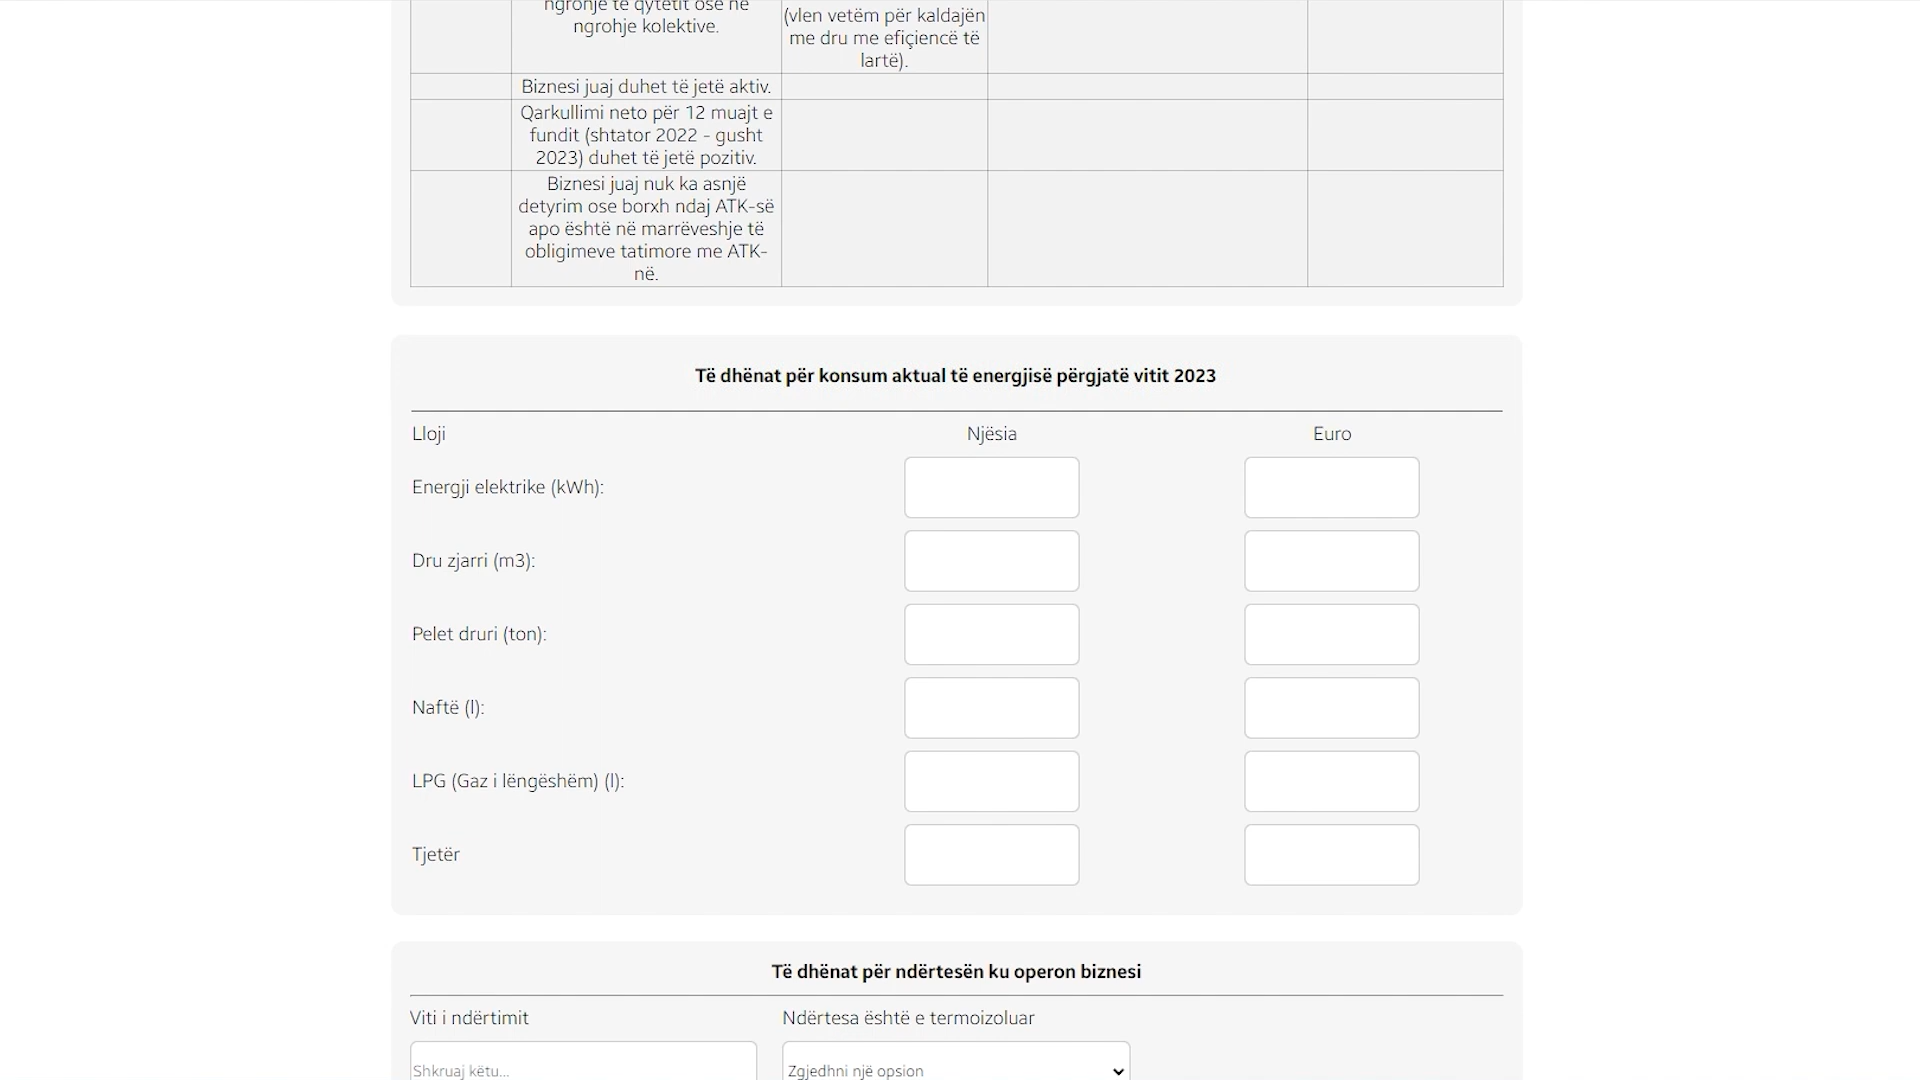 ngrohje të qytetit ose në
ngrohje kolektive.
(vlen vetëm për kaldajën
me dru me efiçiencë të
lartë).
Biznesi juaj duhet të jetë aktiv.
Qarkullimi neto për 12 muajt e
fundit (shtator 2022 - gusht
2023) duhet të jetë pozitiv.
Biznesi juaj nuk ka asnjë
detyrim ose borxh ndaj ATK-së
apo është në marrëveshje të
obligimeve tatimore me ATK-
në.
Të dhënat për konsum aktual të energjisë përgjatë vitit 2023
Lloji Njësia Euro
Energji elektrike (kWh):
Dru zjarri (m3):
Pelet druri (ton):
Naftë (l):
LPG (Gaz i lëngëshëm) (l):
Tjetër
Të dhënat për ndërtesën ku operon biznesi
Viti i ndërtimit Ndërtesa është e termoizoluar
Shkruaj këtu... Zgjedhni një opsion